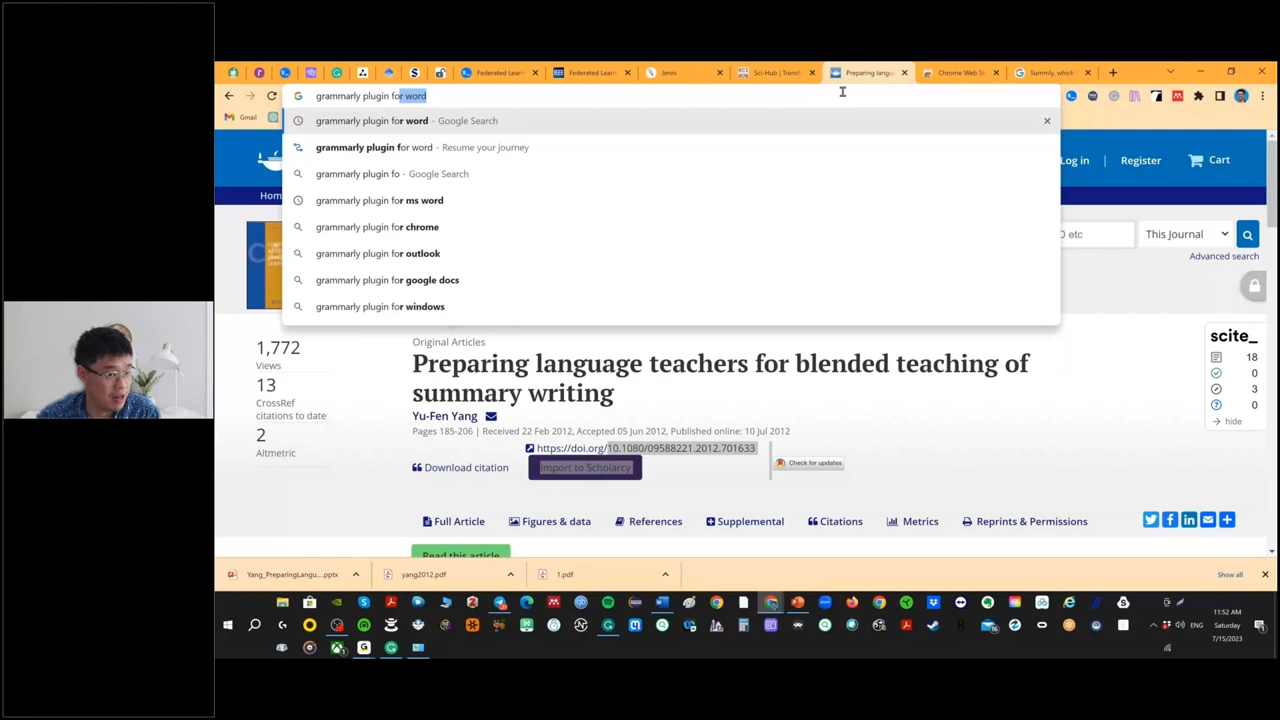 Federated Learn
Federated Learn
Jenni
Sci-Hub | Transf
Preparing langu
Chrome Web St
Summly, which
grammarly plugin for word
Gmail
grammarly plugin for word - Google Search
grammarly plugin for word - Resume your journey
grammarly plugin fo - Google Search
grammarly plugin for ms word
grammarly plugin for chrome
grammarly plugin for outlook
grammarly plugin for google docs
grammarly plugin for windows
Log in
Register
Cart
Hom
etc
This Journal
Advanced search
1,772
Views
13
CrossRef
citations to date
2
Altmetric
Original Articles
Preparing language teachers for blended teaching of
summary writing
Yu-Fen Yang
Pages 185-206 | Received 22 Feb 2012, Accepted 05 Jun 2012, Published online: 10 Jul 2012
https://doi.org/10.1080/09588221.2012.701633
Download citation
Import to Scholarcy
Check for updates
scite_
18
0
3
0
hide
Full Article
Figures & data
References
Supplemental
Citations
Metrics
Reprints & Permissions
Read this article
Yang_PreparingLangu....pptx
yang2012.pdf
1.pdf
Show all
ENG
11:52 AM
Saturday
7/15/2023